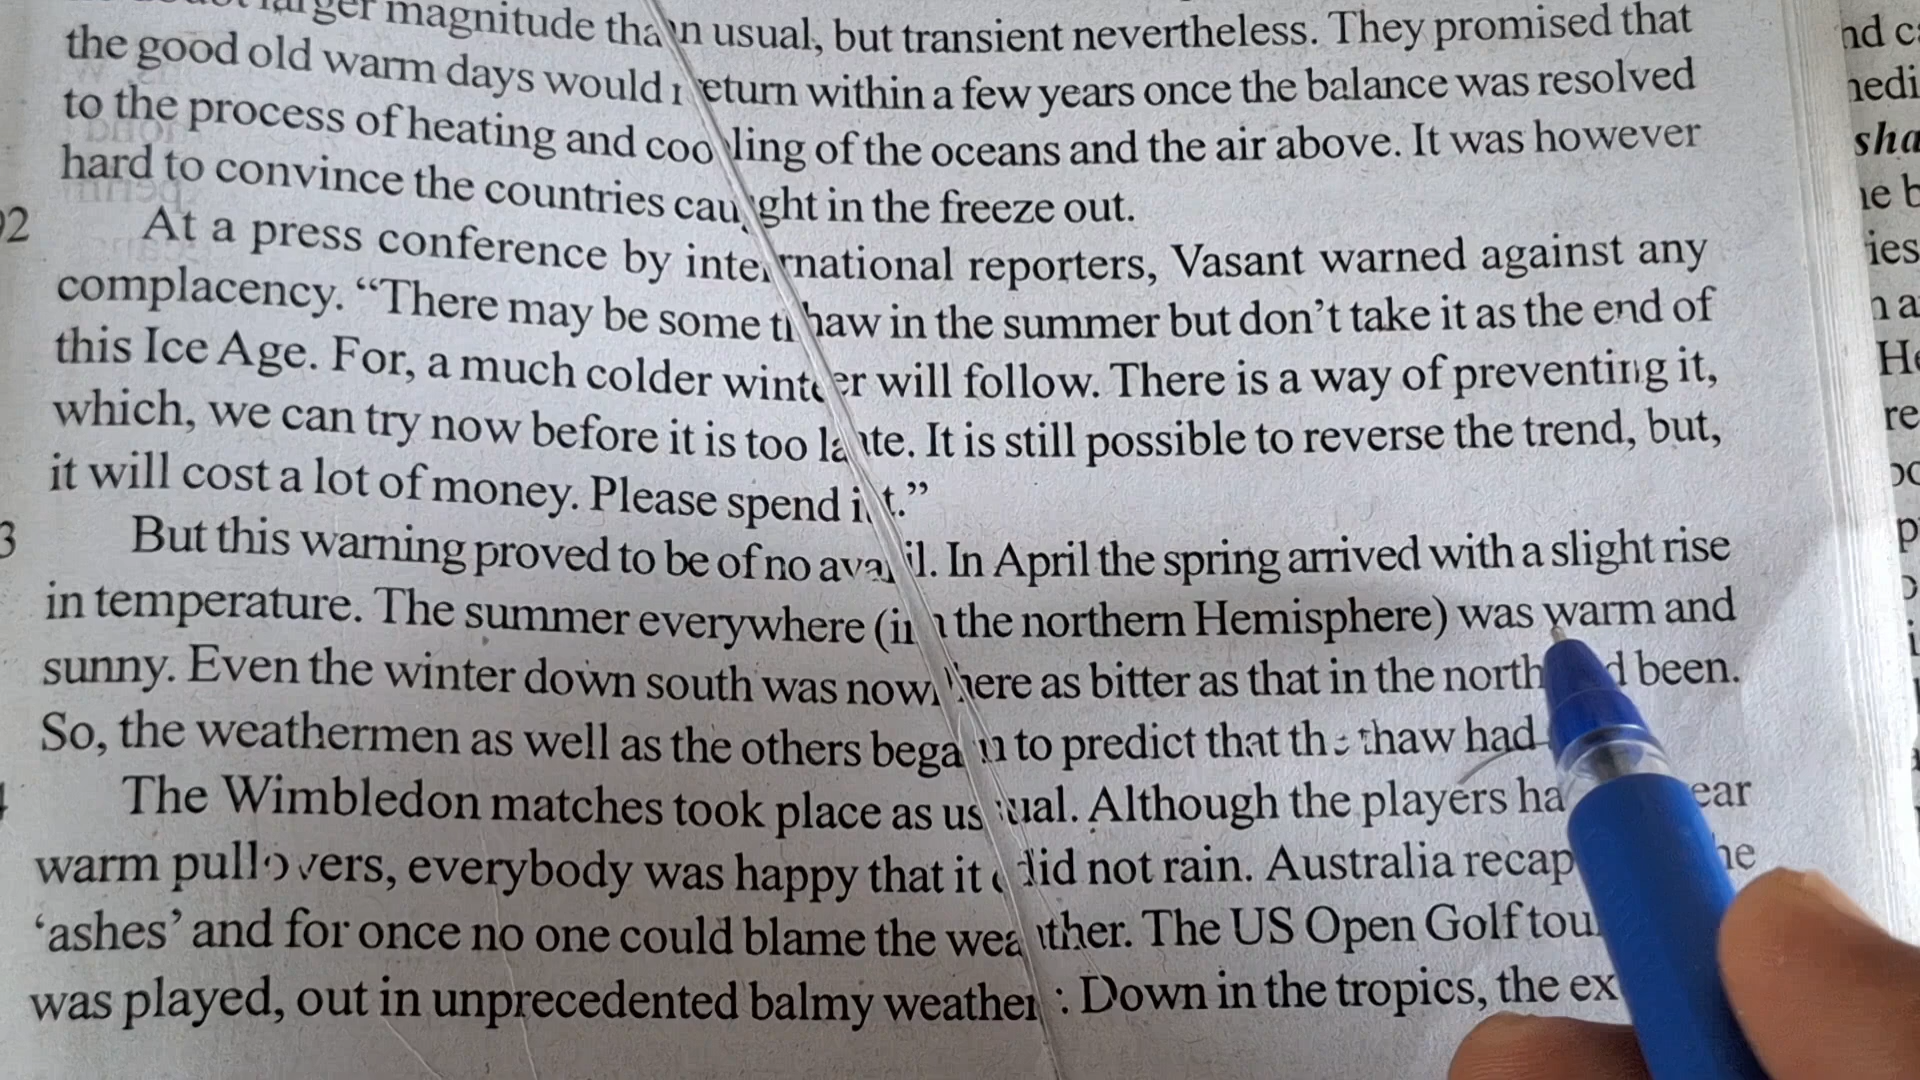 larger magnitude than usual, but transient nevertheless. They promised that
the good old warm days would return within a few years once the balance was resolved
to the process of heating and cooling of the oceans and the air above. It was however
hard to convince the countries caught in the freeze out.
At a press conference by international reporters, Vasant warned against any
complacency. “There may be some thaw in the summer but don’t take it as the end of
this Ice Age. For, a much colder winter will follow. There is a way of preventing it,
which, we can try now before it is too late. It is still possible to reverse the trend, but,
it will cost a lot of money. Please spend it.”
But this warning proved to be of no avail. In April the spring arrived with a slight rise
in temperature. The summer everywhere (in the northern Hemisphere) was warm and
sunny. Even the winter down south was nowhere as bitter as that in the north been.
So, the weathermen as well as the others began to predict that the thaw had
The Wimbledon matches took place as usual. Although the players
warm pullovers, everybody was happy that it did not rain. Australia
‘ashes’ and for once no one could blame the weather. The US Open Golf
was played, out in unprecedented balmy weather: Down in the tropics, the